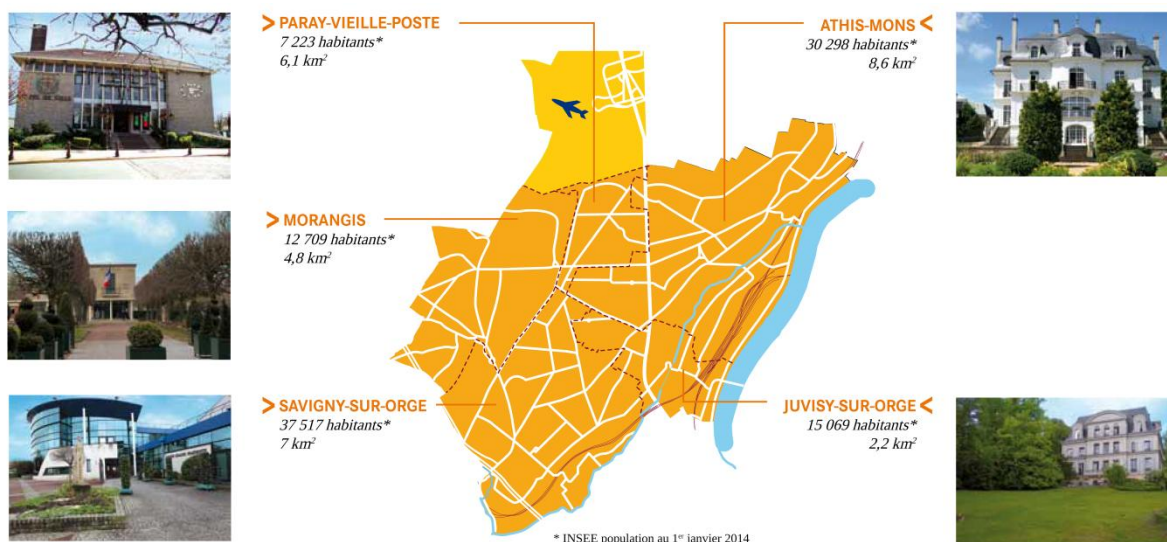 > PARAY-VIEILLE-POSTE
7 223 habitants*
6,1 km²
ATHIS-MONS <
30 298 habitants*
8,6 km²
> MORANGIS
12 709 habitants*
4,8 km²
> SAVIGNY-SUR-ORGE
37 517 habitants*
7 km²
JUVISY-SUR-ORGE <
15 069 habitants*
2,2 km²
* INSEE population au 1er janvier 2014